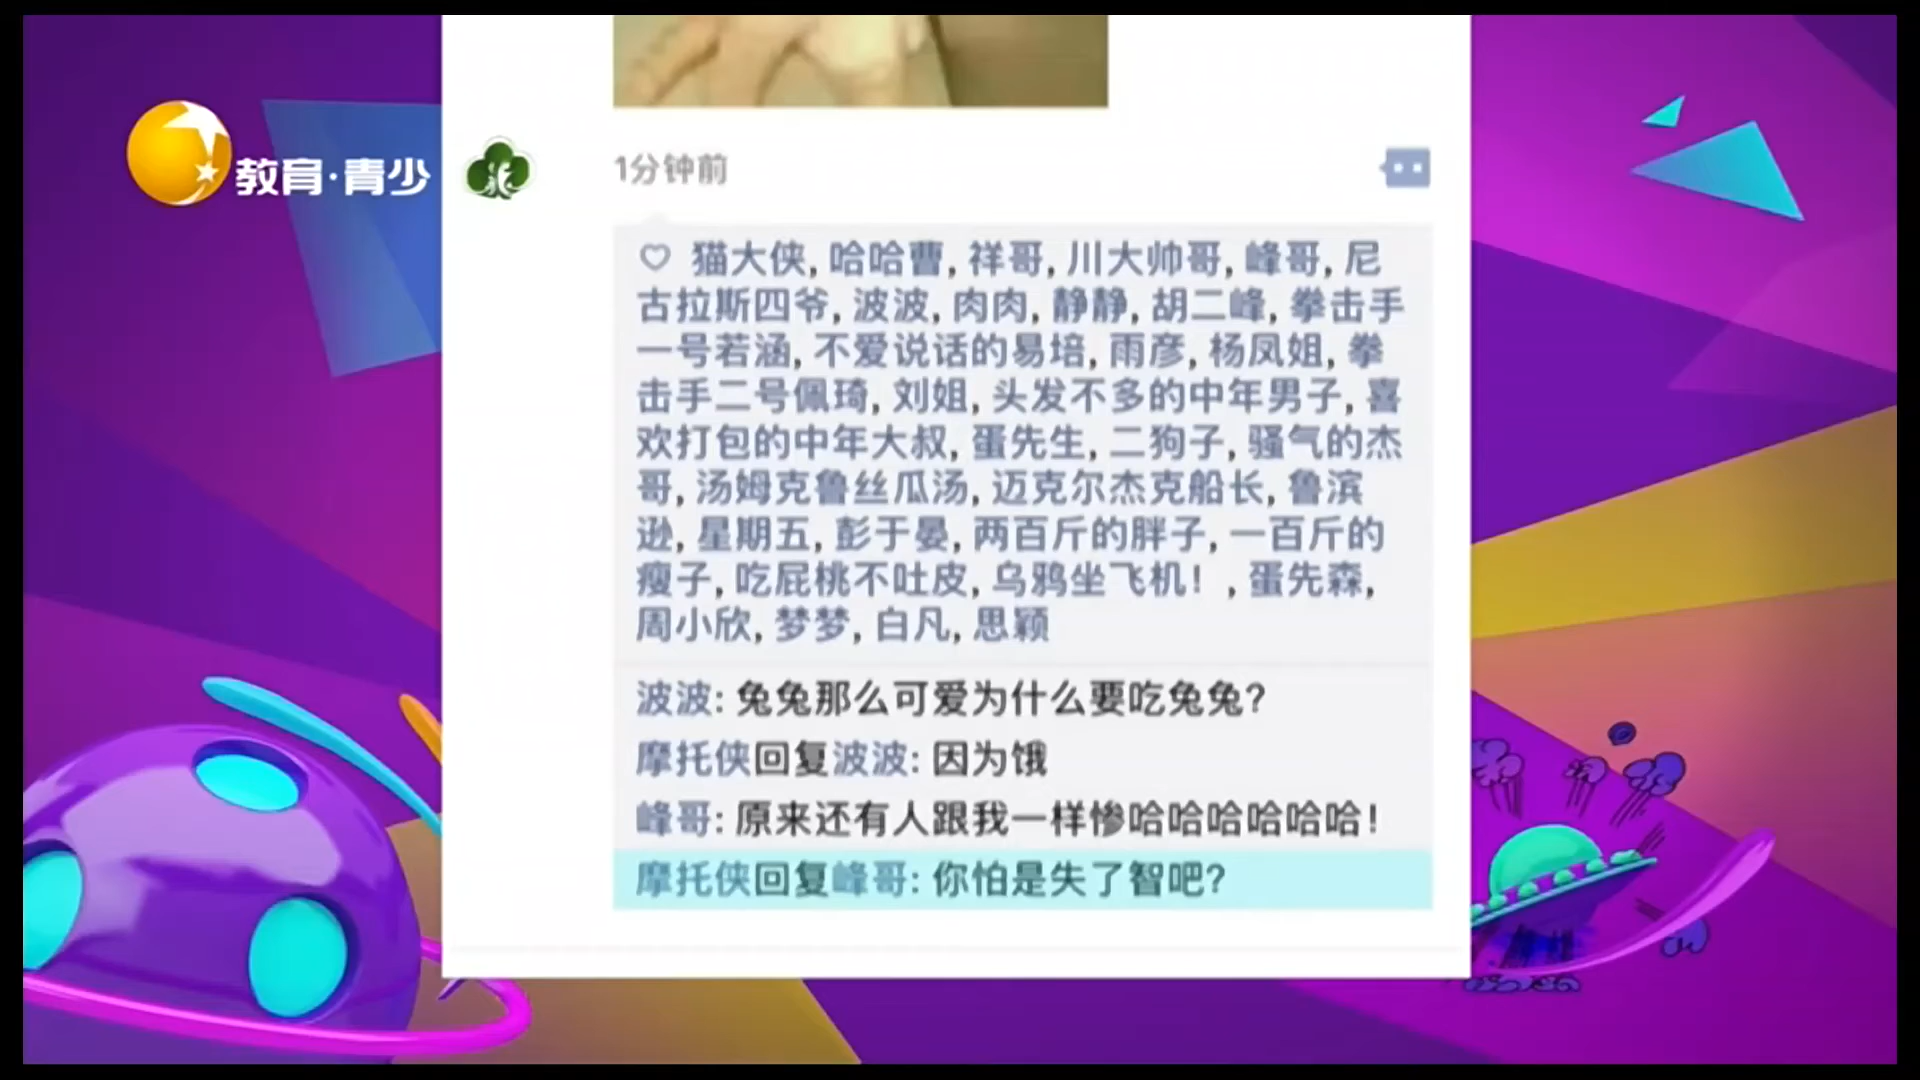 教育·青少
1分钟前
猫大侠, 哈哈曹, 祥哥, 川大帅哥, 峰哥, 尼
古拉斯四爷, 波波, 肉肉, 静静, 胡二峰, 拳击手
一号若涵, 不爱说话的易培, 雨彦, 杨凤姐, 拳
击手二号佩琦, 刘姐, 头发不多的中年男子, 喜
欢打包的中年大叔, 蛋先生, 二狗子, 骚气的杰
哥, 汤姆克鲁丝瓜汤, 迈克尔杰克船长, 鲁滨
逊, 星期五, 彭于晏, 两百斤的胖子, 一百斤的
瘦子, 吃屁桃不吐皮, 乌鸦坐飞机！, 蛋先森,
周小欣, 梦梦, 白凡, 思颖
波波: 兔兔那么可爱为什么要吃兔兔?
摩托侠回复波波: 因为饿
峰哥: 原来还有人跟我一样惨哈哈哈哈哈哈!
摩托侠回复峰哥: 你怕是失了智吧?